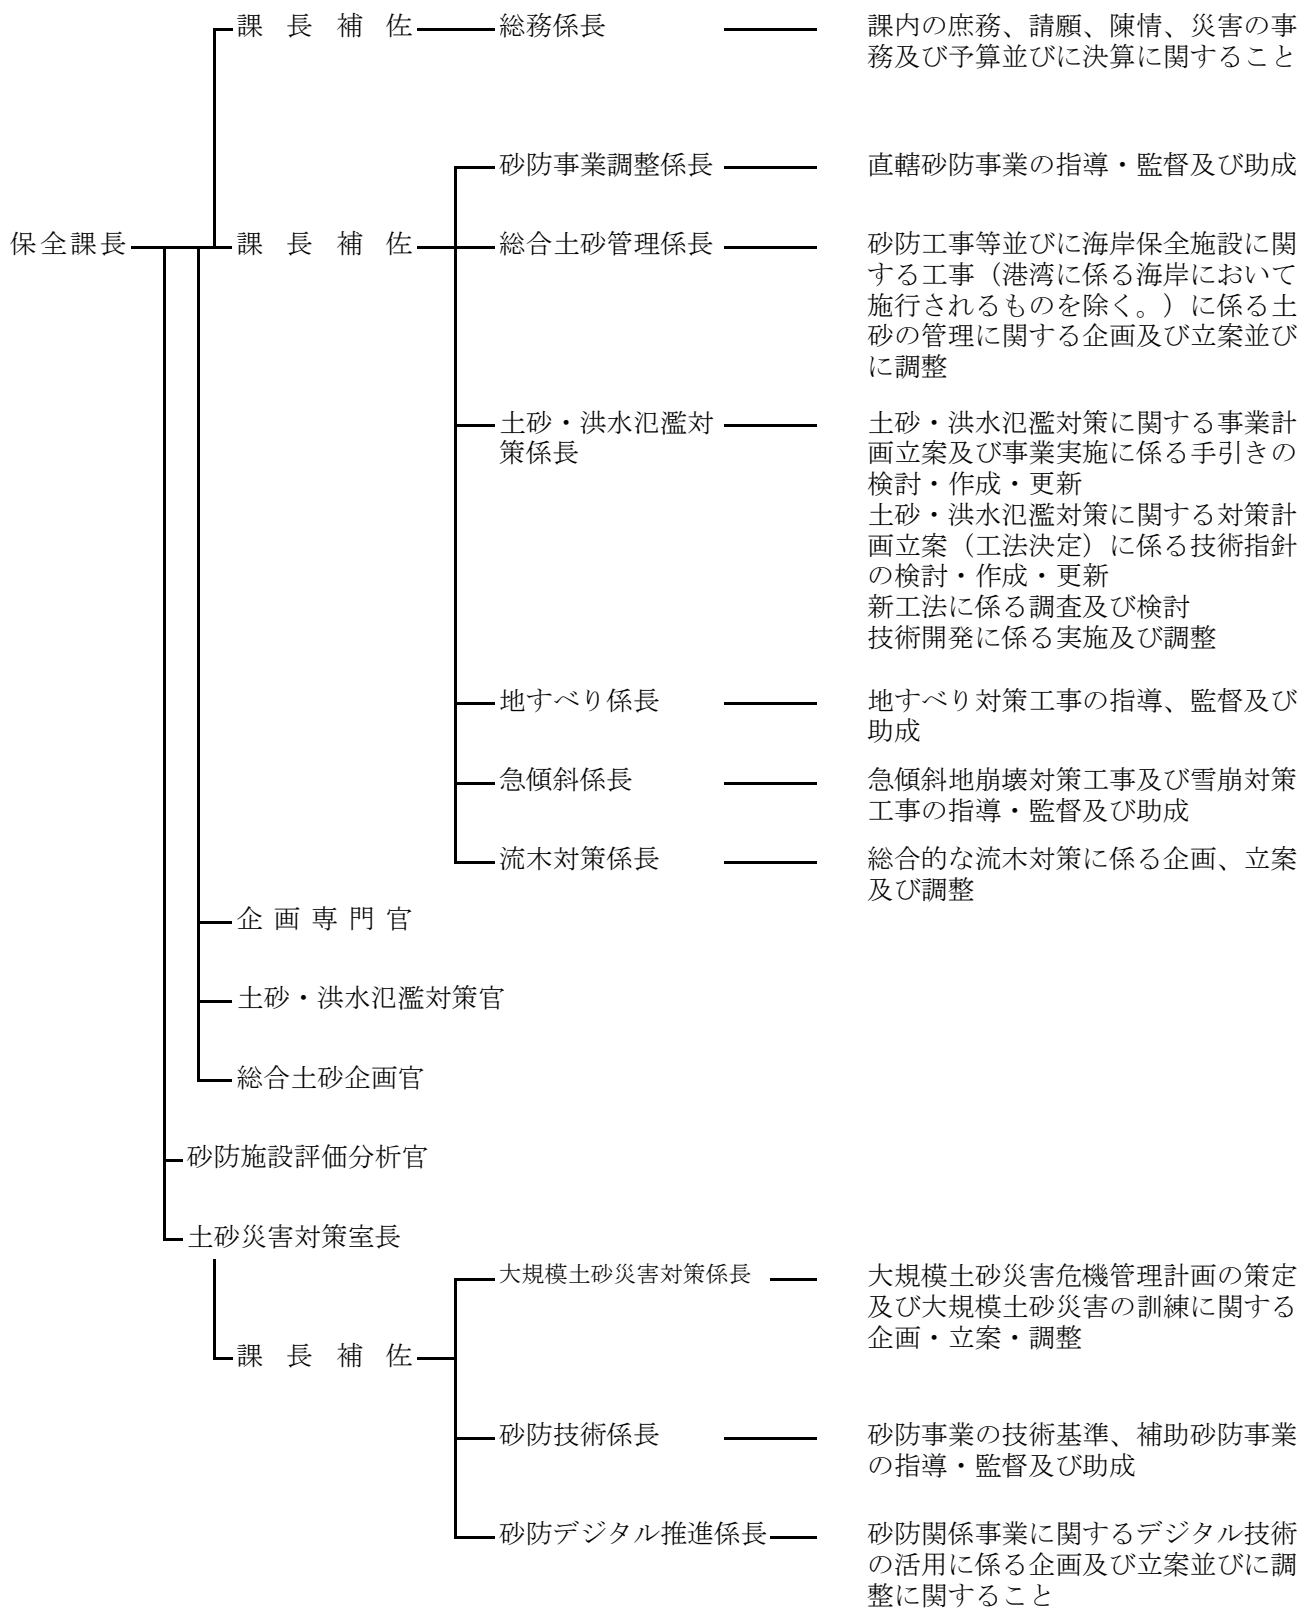 課長補佐 総務係長 課内の庶務、請願、陳情、災害の事
務及び予算並びに決算に関すること
砂防事業調整係長 直轄砂防事業の指導・監督及び助成
保全課長 課長補佐 総合土砂管理係長 砂防工事等並びに海岸保全施設に関
する工事（港湾に係る海岸において
施行されるものを除く。）に係る土
砂の管理に関する企画及び立案並び
に調整
土砂・洪水氾濫対
策係長
土砂・洪水氾濫対策に関する事業計
画立案及び事業実施に係る手引きの
検討・作成・更新
土砂・洪水氾濫対策に関する対策計
画立案（工法決定）に係る技術指針
の検討・作成・更新
新工法に係る調査及び検討
技術開発に係る実施及び調整
地すべり係長 地すべり対策工事の指導、監督及び
助成
急傾斜係長 急傾斜地崩壊対策工事及び雪崩対策
工事の指導・監督及び助成
流木対策係長 総合的な流木対策に係る企画、立案
及び調整
企画専門官
土砂・洪水氾濫対策官
総合土砂企画官
砂防施設評価分析官
土砂災害対策室長
大規模土砂災害対策係長 大規模土砂災害危機管理計画の策定
及び大規模土砂災害の訓練に関する
企画・立案・調整
課長補佐
砂防技術係長 砂防事業の技術基準、補助砂防事業
の指導・監督及び助成
砂防デジタル推進係長 砂防関係事業に関するデジタル技術
の活用に係る企画及び立案並びに調
整に関すること